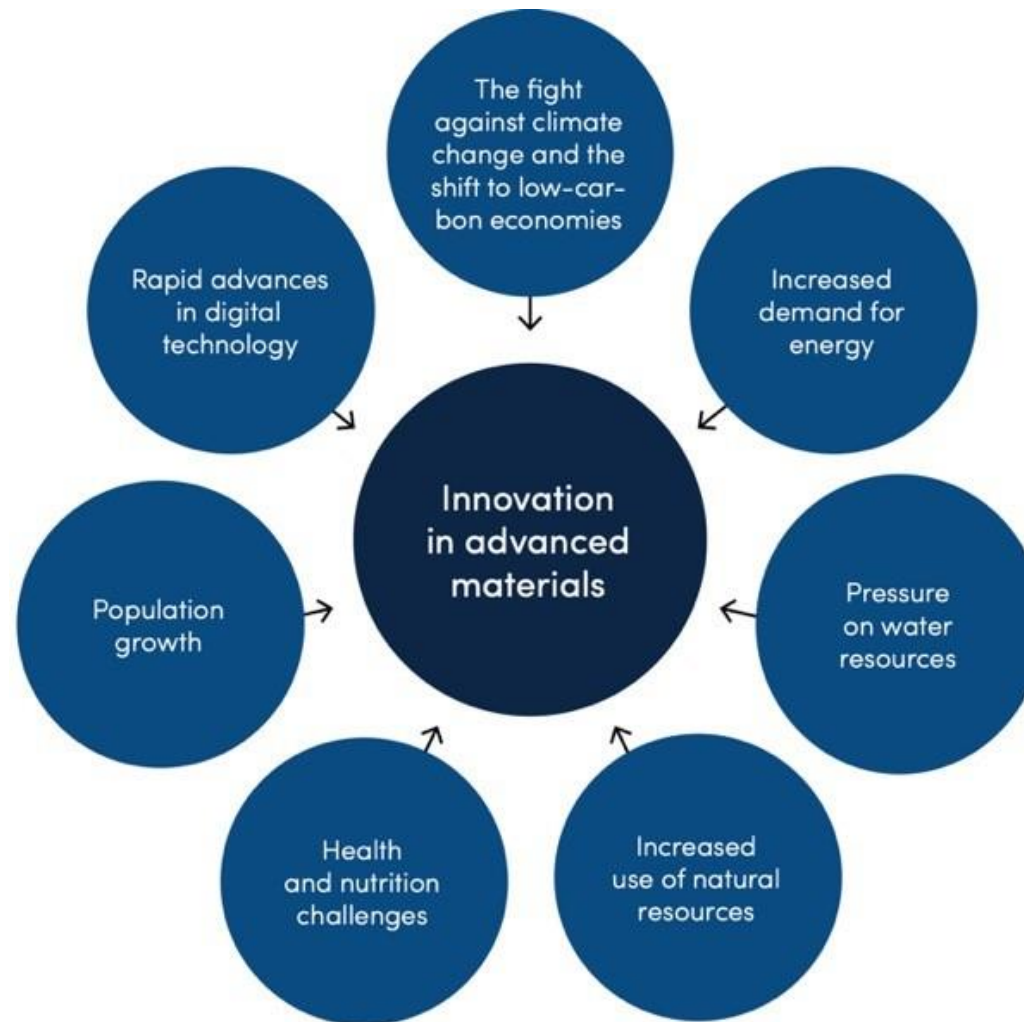 The fight
against climate
change and the
shift to low-car-
bon economies
Rapid advances
in digital
technology
Increased
demand for
energy
Innovation
in advanced
materials
Population
growth
Pressure
on water
resources
Health
and nutrition
challenges
Increased
use of natural
resources